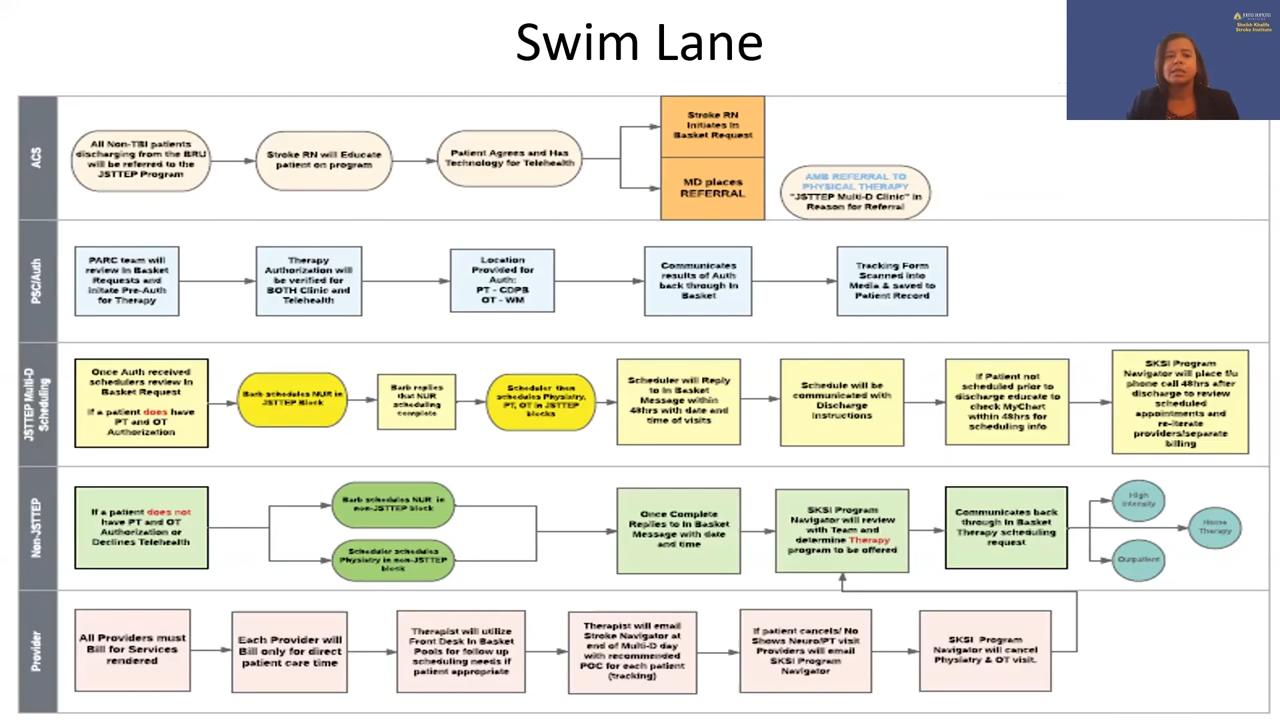 Swim Lane
JOHNS HOPKINS
MEDICINE
Sheikh Khalifa
Stroke Institute
ACS
All Non-TBI patients
discharging from the BRU
will be referred to the
JSTTEP Program
Stroke RN will Educate
patient on program
Patient Agrees and Has
Technology for Telehealth
Stroke RN
Initiates In
Basket Request
MD places
REFERRAL
AMB REFERRAL TO
PHYSICAL THERAPY
"JSTTEP Multi-D Clinic" in
Reason for Referral
PSC/Auth
PARC team will
review In Basket
Requests and
initate Pre-Auth
for Therapy
Therapy
Authorization will
be verified for
BOTH Clinic and
Telehealth
Location
Provided for
Auth:
PT - CDPB
OT - WM
Communicates
results of Auth
back through In
Basket
Tracking Form
Scanned into
Media & saved to
Patient Record
JSTTEP Multi-D
Scheduling
Once Auth received
schedulers review In
Basket Request
If a patient does have
PT and OT
Authorization
Barb schedules NUR in
JSTTEP Block
Barb replies
that NUR
scheduling
complete
Scheduler then
schedules Physiatry,
PT, OT in JSTTEP
blocks
Scheduler will Reply
to In Basket
Message within
48hrs with date and
time of visits
Schedule will be
communicated with
Discharge
Instructions
If Patient not
scheduled prior to
discharge educate to
check MyChart
within 48hrs for
scheduling info
SKSI Program
Navigator will place f/u
phone call 48hrs after
discharge to review
scheduled
appointments and
re-iterate
providers/separate
billing
Non-JSTTEP
If a patient does not
have PT and OT
Authorization or
Declines Telehealth
Barb schedules NUR in
non-JSTTEP block
Scheduler schedules
Physiatry in non-JSTTEP
block
Once Complete
Replies to In Basket
Message with date
and time
SKSI Program
Navigator will review
with Team and
determine Therapy
program to be offered
Communicates back
through In Basket
Therapy scheduling
request
High
Intensity
Home
Therapy
Outpatient
Provider
All Providers must
Bill for Services
rendered
Each Provider will
Bill only for direct
patient care time
Therapist will utilize
Front Desk In Basket
Pools for follow up
scheduling needs if
patient appropriate
Therapist will email
Stroke Navigator at
end of Multi-D day
with recommended
POC for each patient
(tracking)
If patient cancels/ No
Shows Neuro/PT visit
Providers will email
SKSI Program
Navigator
SKSI Program
Navigator will cancel
Physiatry & OT visit.